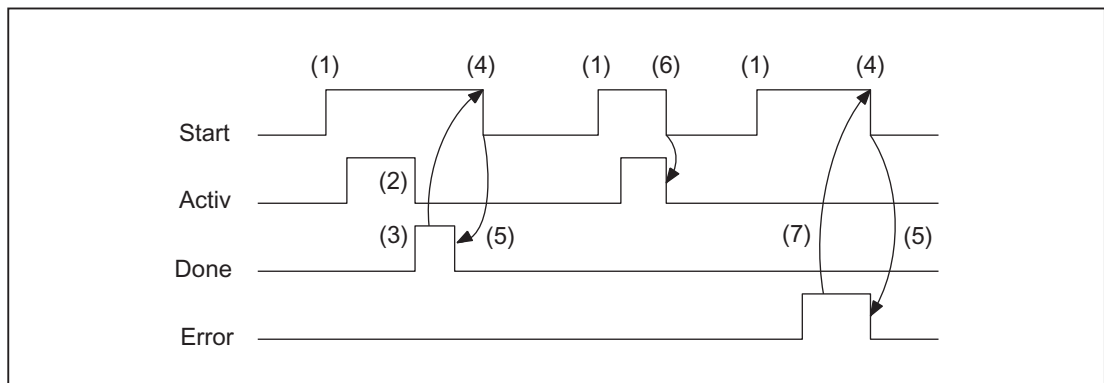 (1) (4) (1) (6) (1) (4)
Start
(2)
Activ
(3) (5) (7) (5)
Done
Error